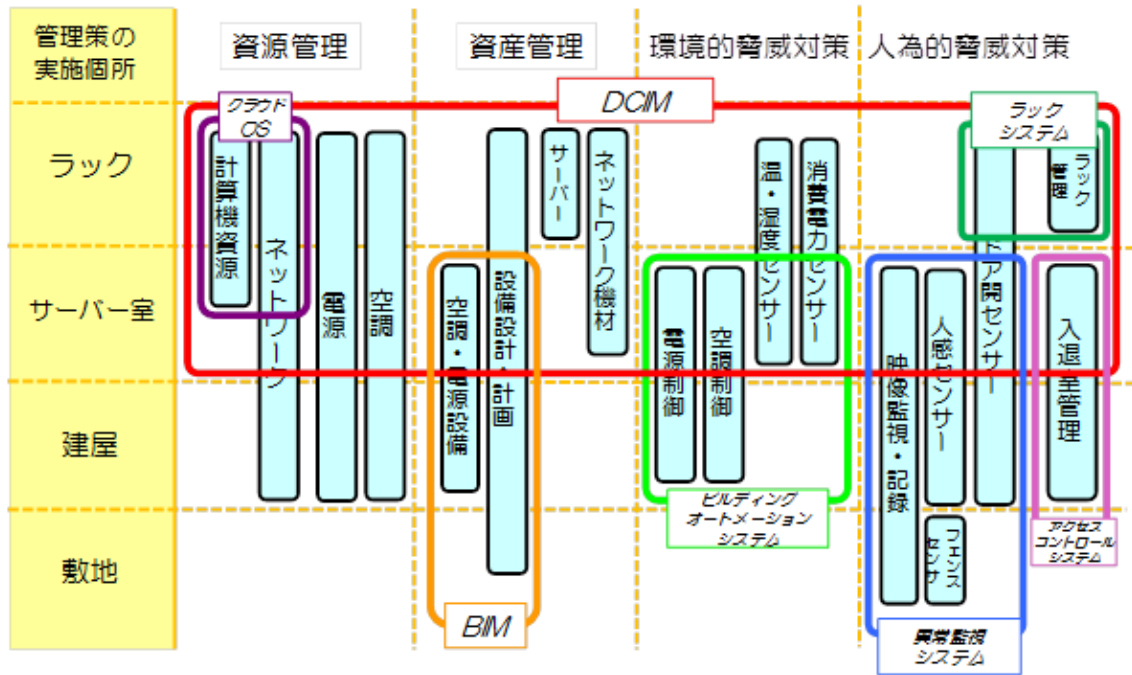 管理策の
実施個所
資源管理
資産管理
環境的脅威対策
人為的脅威対策
DCIM
クラウド
OS
ラック
システム
ラック
サーバー室
建屋
敷地
計算機資源
ネットワーク
電源
空調
空調・電源設備
設備設計・計画
サーバー
ネットワーク機材
電源制御
空調制御
温・湿度センサー
消費電力センサー
映像監視・記録
人感センサー
フェンス
センサ
ドア開センサー
ラック
管理
入退室管理
BIM
ビルディング
オートメーション
システム
異常監視
システム
アクセス
コントロール
システム